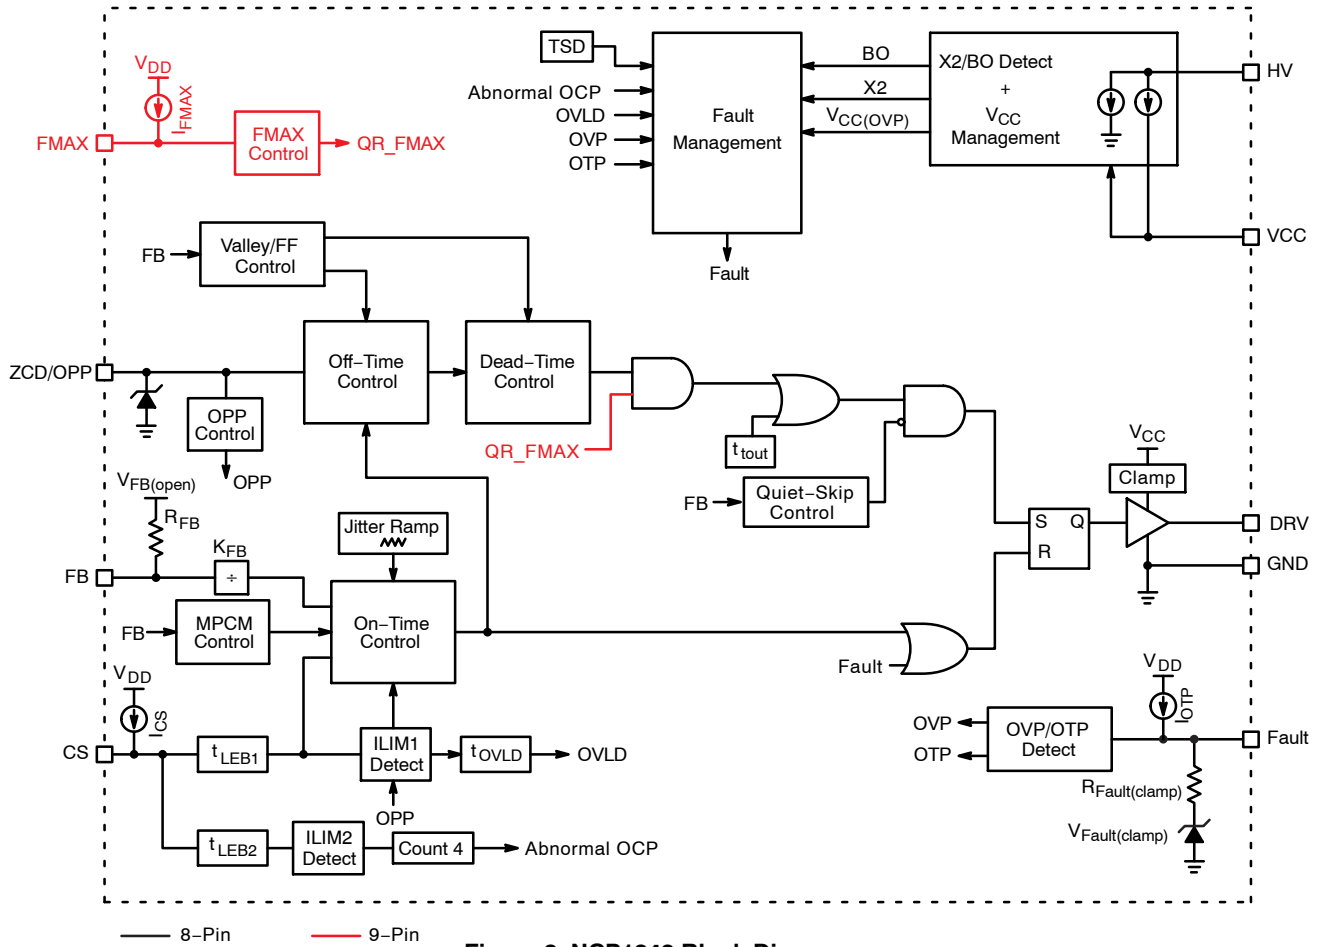 VDD
IFMAX
FMAX
FMAX
Control
QR_FMAX
TSD
Abnormal OCP
OVLD
OVP
OTP
Fault
Management
Fault
BO
X2
VCC(OVP)
X2/BO Detect
+
VCC
Management
HV
VCC
FB
Valley/FF
Control
ZCD/OPP
OPP
Control
OPP
Off–Time
Control
Dead–Time
Control
QR_FMAX
ttout
FB
Quiet–Skip
Control
VCC
Clamp
S
Q
R
DRV
GND
VFB(open)
RFB
FB
KFB
÷
Jitter Ramp
FB
MPCM
Control
On–Time
Control
Fault
VDD
ICS
CS
tLEB1
ILIM1
Detect
tOVLD
OVLD
OPP
tLEB2
ILIM2
Detect
Count 4
Abnormal OCP
VDD
IOTP
OVP
OTP
OVP/OTP
Detect
Fault
RFault(clamp)
VFault(clamp)
8–Pin
9–Pin